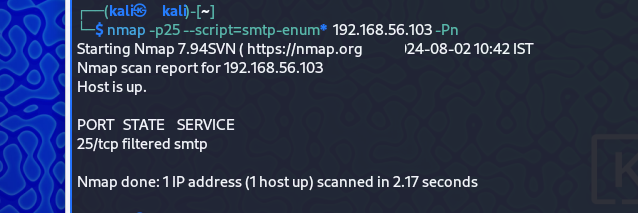 ┌──(kali㉿ kali)-[~]
└─$ nmap -p25 --script=smtp-enum* 192.168.56.103 -Pn
Starting Nmap 7.94SVN ( https://nmap.org 24-08-02 10:42 IST
Nmap scan report for 192.168.56.103
Host is up.
PORT STATE SERVICE
25/tcp filtered smtp
Nmap done: 1 IP address (1 host up) scanned in 2.17 seconds